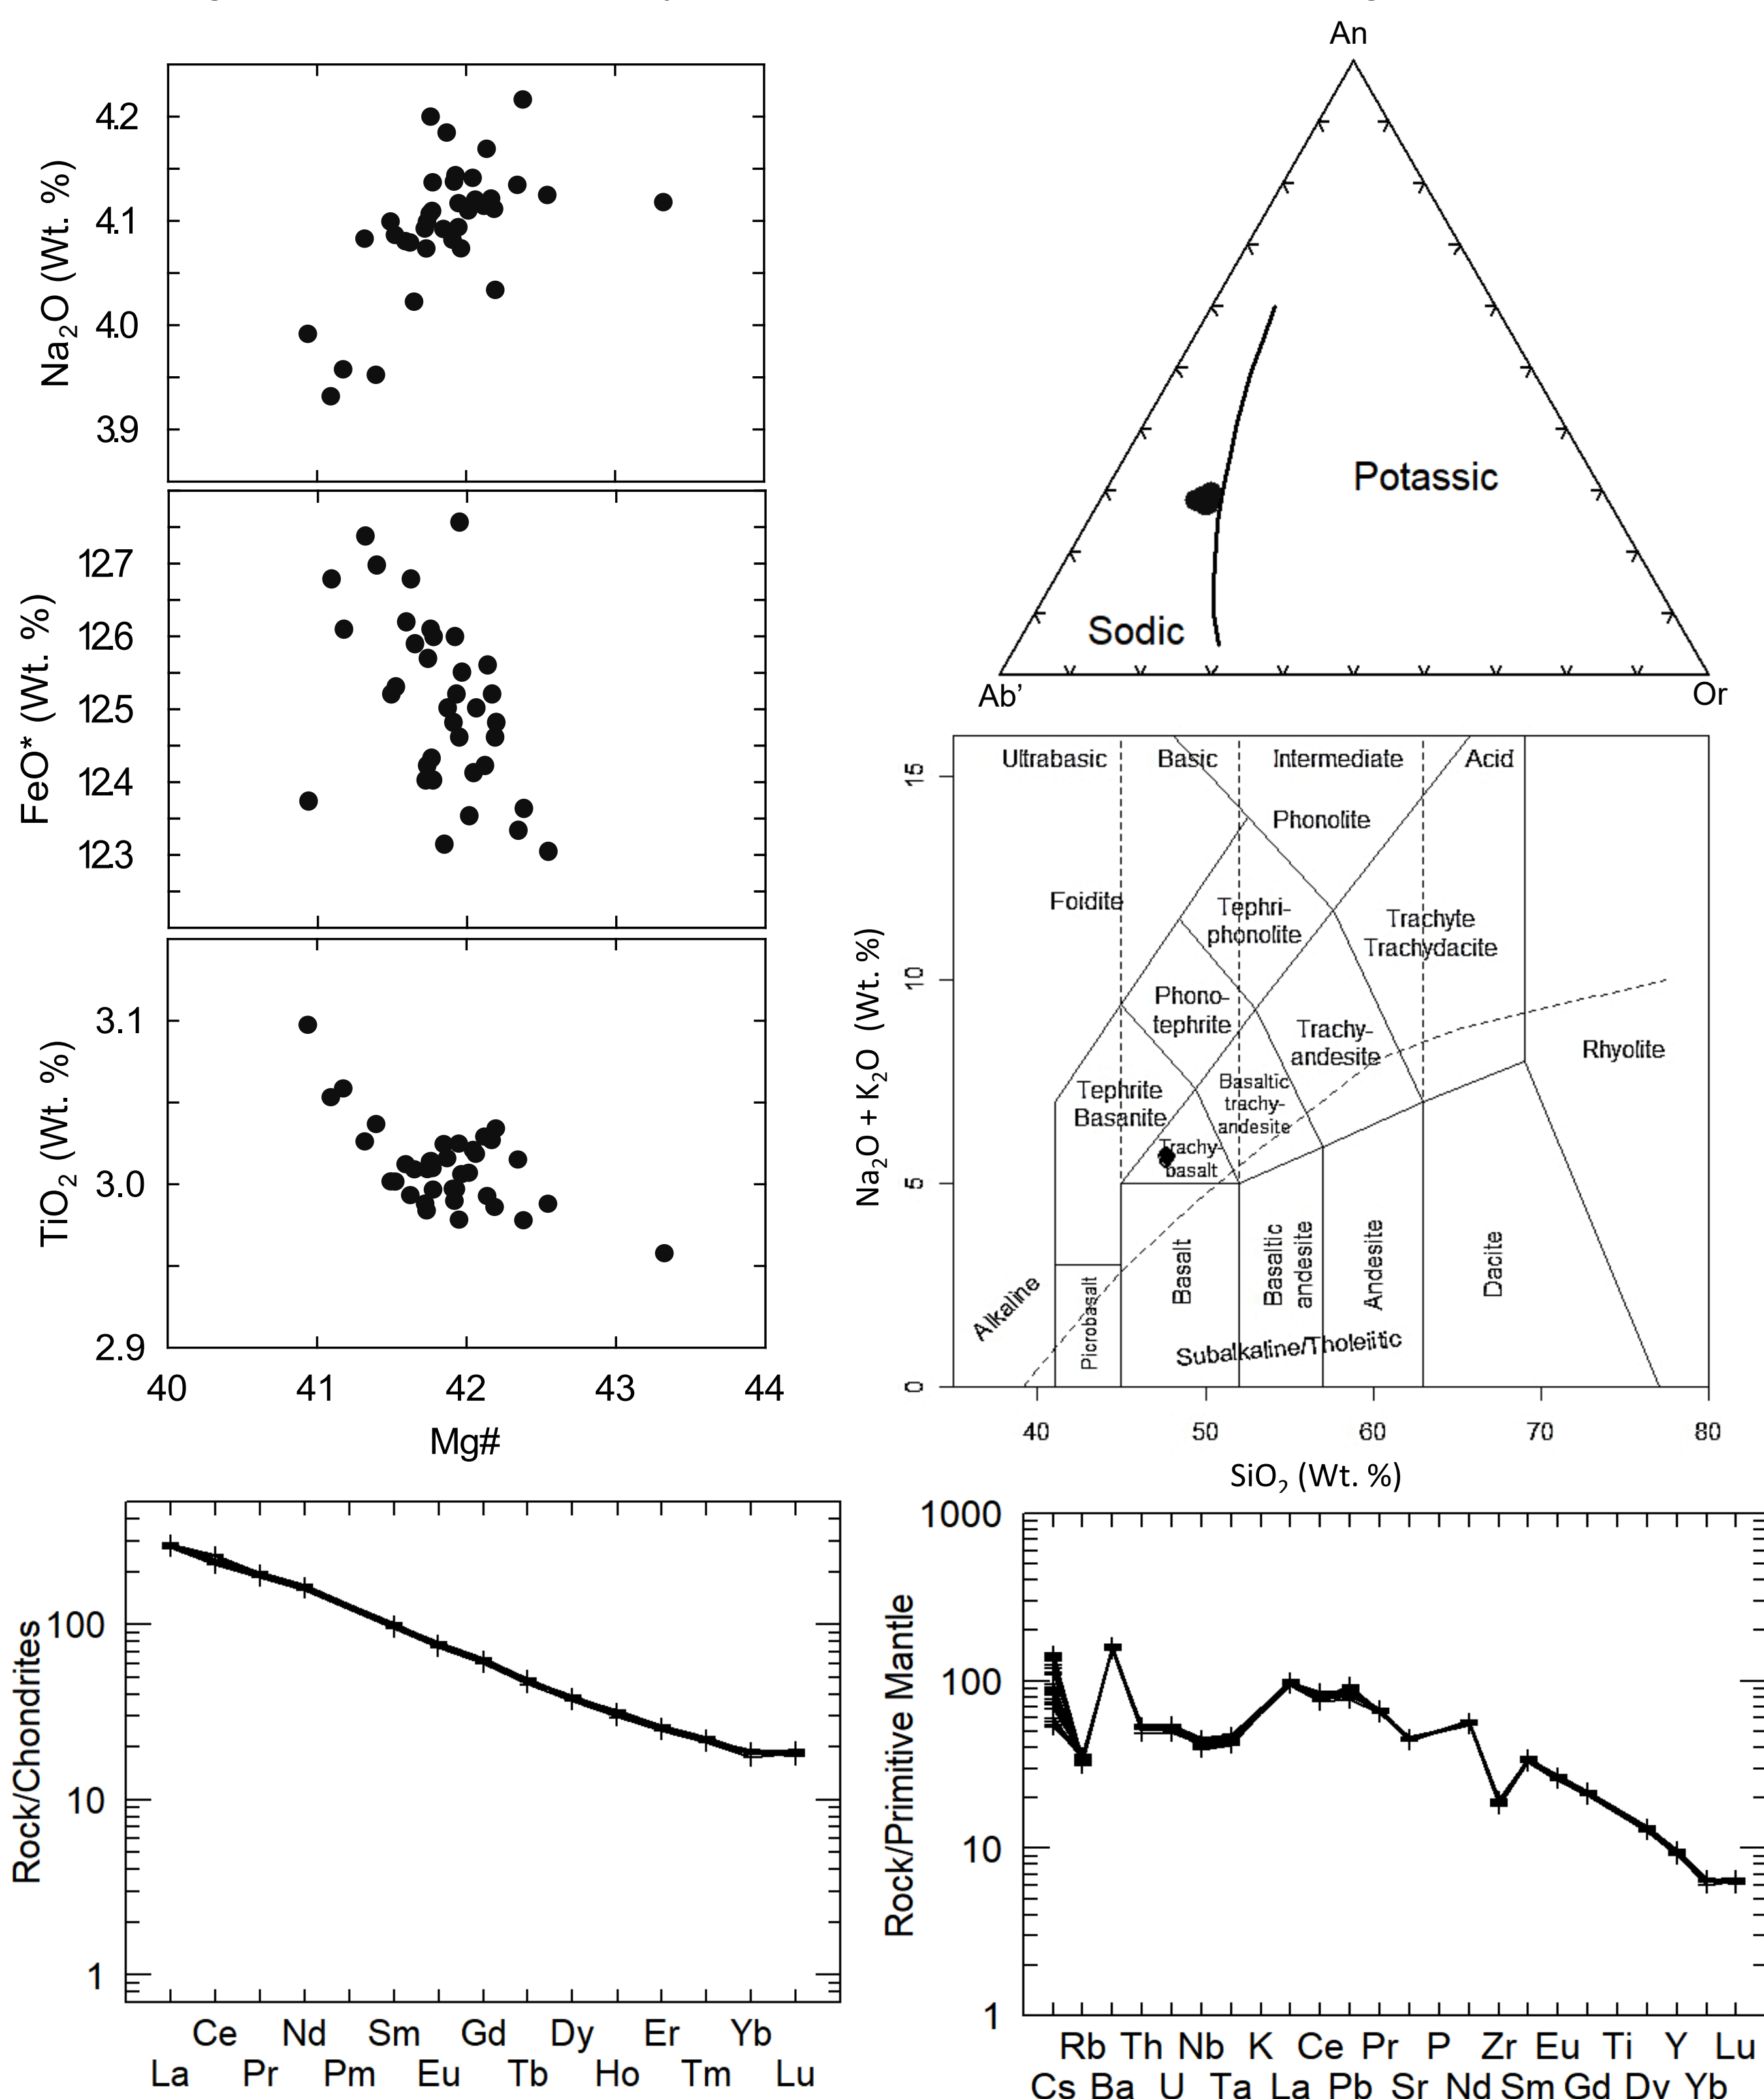 Na₂O (Wt. %)
4.2
4.1
4.0
3.9
FeO* (Wt. %)
12.7
12.6
12.5
12.4
12.3
TiO₂ (Wt. %)
3.1
3.0
2.9
40 41 42 43 44
Mg#
An
Potassic
Sodic
Ab’ Or
Na₂O + K₂O (Wt. %)
15
10
5
0
Ultrabasic Basic Intermediate Acid
Phonolite
Foidite
Tephri-
phonolite
Trachyte
Trachydacite
Phono-
tephrite
Trachy-
andesite
Rhyolite
Tephrite
Basanite
Basaltic
trachy-
andesite
Trachy-
basalt
Alkaline
Picrobasalt
Basalt
Basaltic
andesite
Andesite
Dacite
Subalkaline/Tholeiitic
40 50 60 70 80
SiO₂ (Wt. %)
Rock/Chondrites
100
10
1
Ce Nd Sm Gd Dy Er Yb
La Pr Pm Eu Tb Ho Tm Lu
Rock/Primitive Mantle
1000
100
10
1
Rb Th Nb K Ce Pr P Zr Eu Ti Y Lu
Cs Ba U Ta La Pb Sr Nd Sm Gd Dy Yb